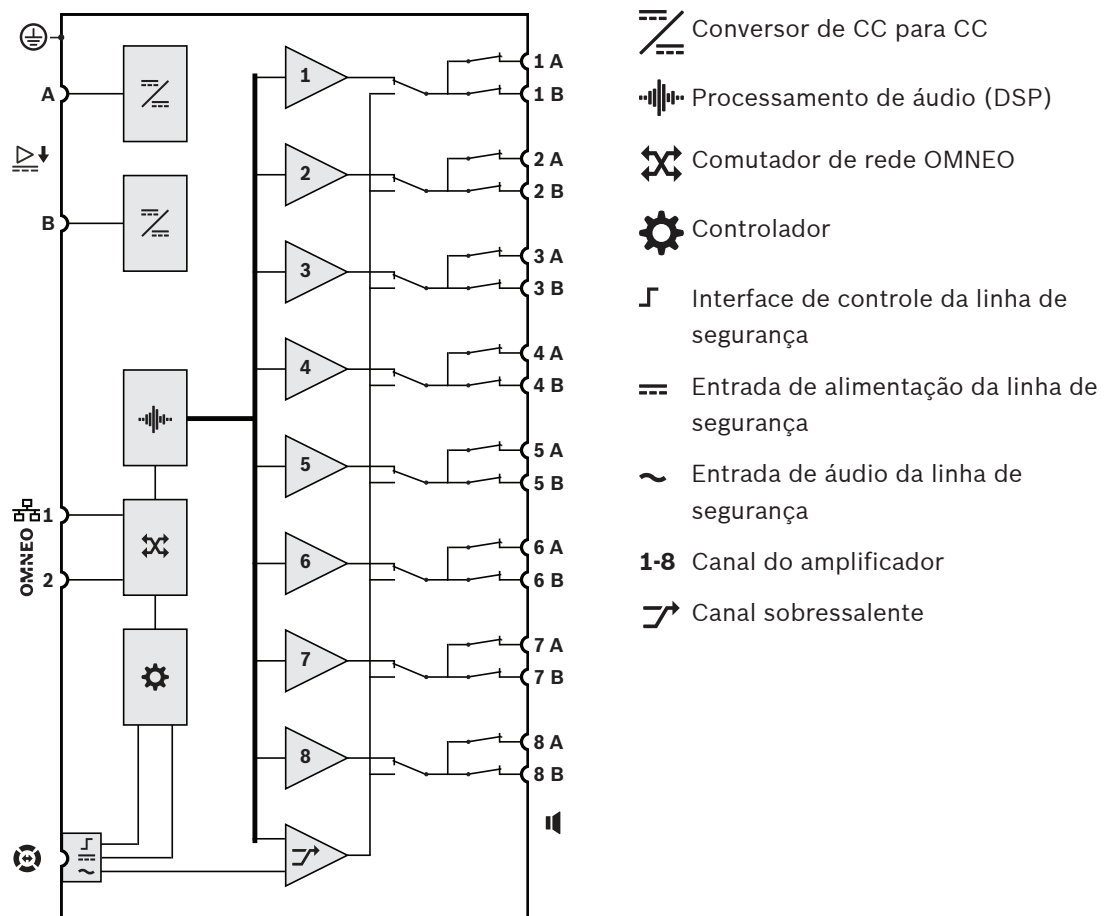 A
B
OMNEO
1
2
1
2
3
4
5
6
7
8
1 A
1 B
2 A
2 B
3 A
3 B
4 A
4 B
5 A
5 B
6 A
6 B
7 A
7 B
8 A
8 B
Conversor de CC para CC
Processamento de áudio (DSP)
Comutador de rede OMNEO
Controlador
Interface de controle da linha de
segurança
Entrada de alimentação da linha de
segurança
Entrada de áudio da linha de
segurança
1-8 Canal do amplificador
Canal sobressalente